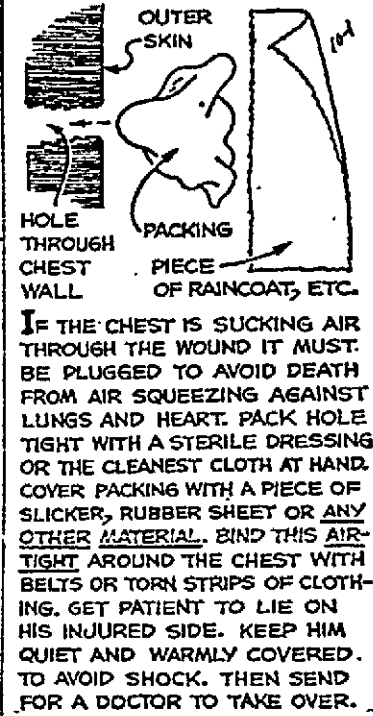 OUTER
SKIN
HOLE
THROUGH
CHEST
WALL
PACKING
PIECE
OF RAINCOAT, ETC.
IF THE CHEST IS SUCKING AIR
THROUGH THE WOUND IT MUST
BE PLUGGED TO AVOID DEATH
FROM AIR SQUEEZING AGAINST
LUNGS AND HEART. PACK HOLE
TIGHT WITH A STERILE DRESSING
OR THE CLEANEST CLOTH AT HAND.
COVER PACKING WITH A PIECE OF
SLICKER, RUBBER SHEET OR ANY
OTHER MATERIAL. BIND THIS AIR-
TIGHT AROUND THE CHEST WITH
BELTS OR TORN STRIPS OF CLOTH-
ING. GET PATIENT TO LIE ON
HIS INJURED SIDE. KEEP HIM
QUIET AND WARMLY COVERED.
TO AVOID SHOCK. THEN SEND
FOR A DOCTOR TO TAKE OVER.